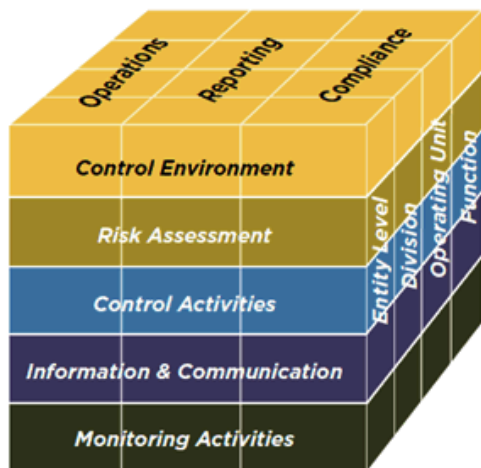 Operations
Reporting
Compliance
Control Environment
Risk Assessment
Control Activities
Information & Communication
Monitoring Activities
Entity Level
Division
Operating Unit
Function